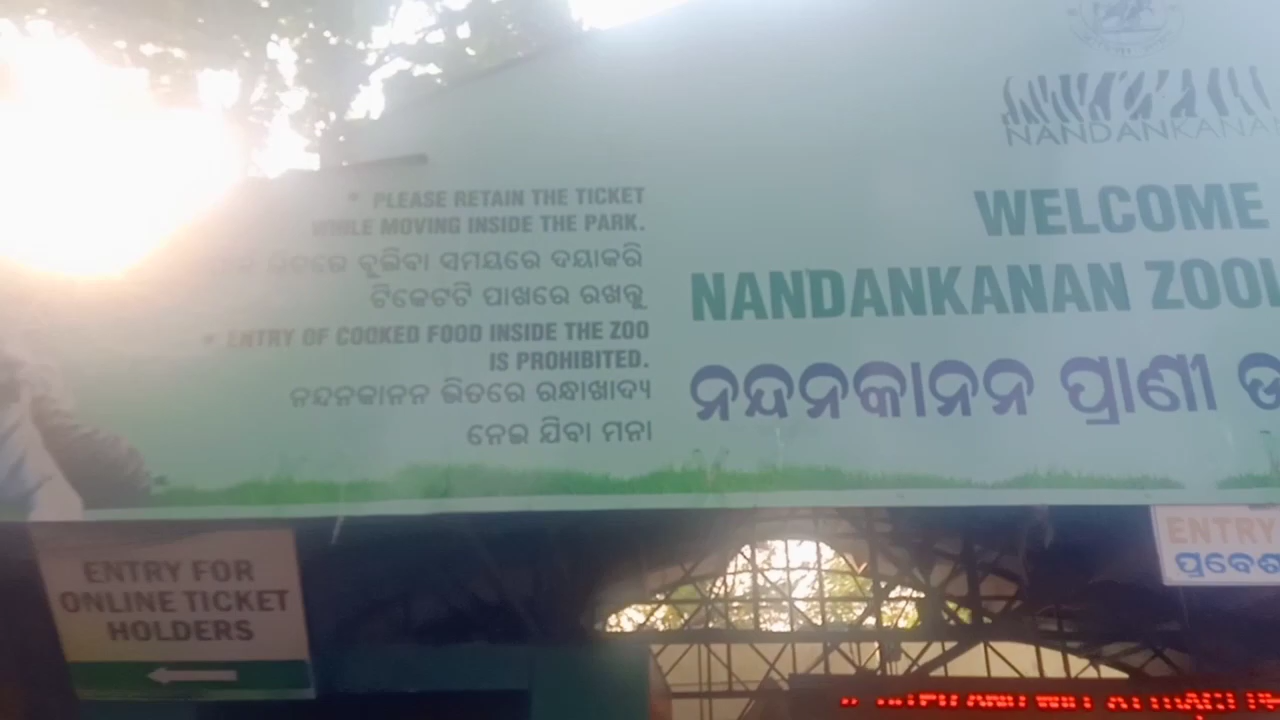 NANDANKANA
* PLEASE RETAIN THE TICKET
WHILE MOVING INSIDE THE PARK.
ଭିତରେ ବୁଲିବା ସମୟରେ ଦୟାକରି
ଟିକେଟଟି ପାଖରେ ରଖନ୍ତୁ
* ENTRY OF COOKED FOOD INSIDE THE ZOO
IS PROHIBITED.
ନନ୍ଦନକାନନ ଭିତରେ ରନ୍ଧାଖାଦ୍ୟ
ନେଇ ଯିବା ମନା
WELCOME
NANDANKANAN ZOOL
ନନ୍ଦନକାନନ ପ୍ରାଣୀ
ENTRY FOR
ONLINE TICKET
HOLDERS
ENTRY
ପ୍ରବେଶ